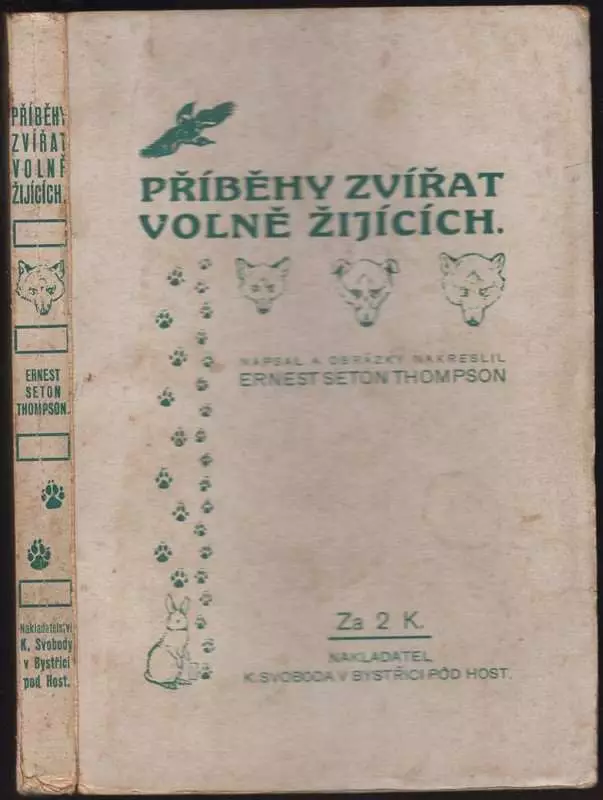 PŘÍBĚHY
ZVÍŘAT
VOLNĚ
ŽIJÍCÍCH.
ERNEST
SETON
THOMPSON.
Nakladatelství
K. Svobody
v Bystřici
pod Host.
PŘÍBĚHY ZVÍŘAT
VOLNĚ ŽIJÍCÍCH.
NAPSAL A OBRÁZKY NAKRESLIL
ERNEST SETON THOMPSON
Za 2 K.
NAKLADATEL
K. SVOBODA V BYSTŘICI POD HOST.